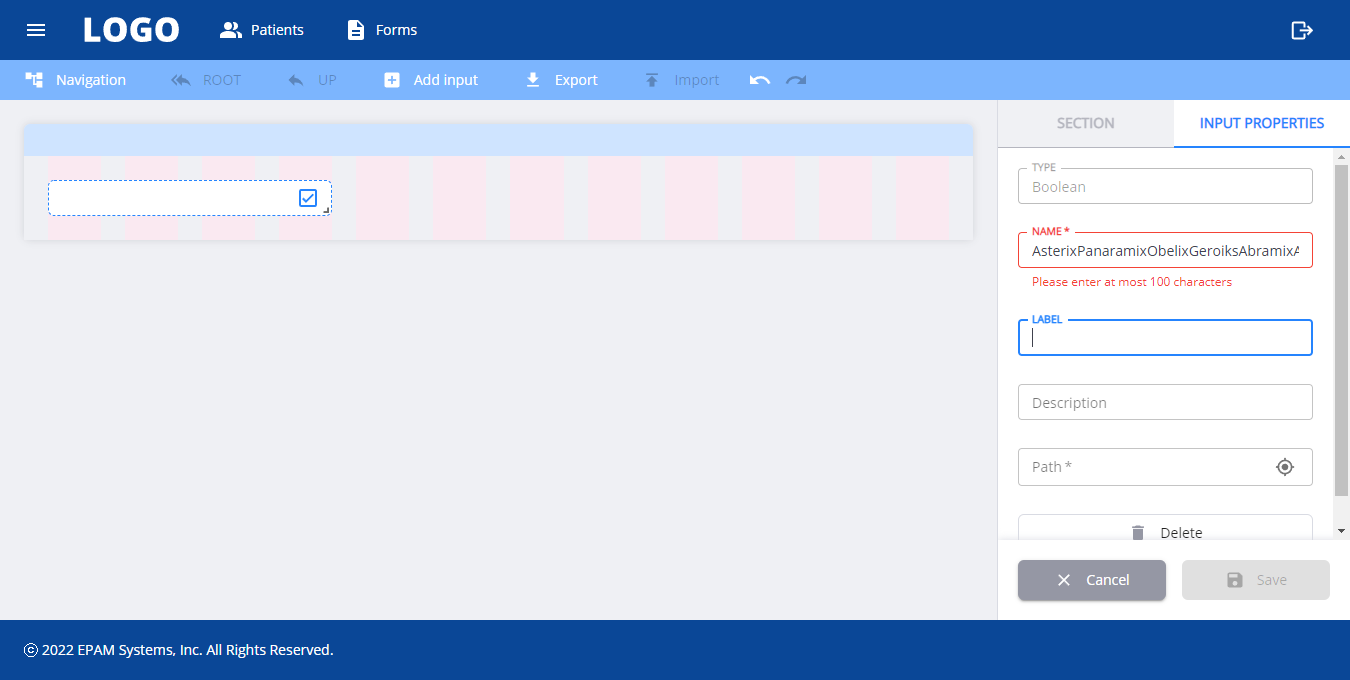 LOGO Patients Forms
Navigation ROOT UP Add input Export Import
SECTION INPUT PROPERTIES
TYPE
Boolean
NAME *
AsterixPanaramixObelixGeroiksAbramixA
Please enter at most 100 characters
LABEL
Description
Path *
Delete
Cancel Save
© 2022 EPAM Systems, Inc. All Rights Reserved.